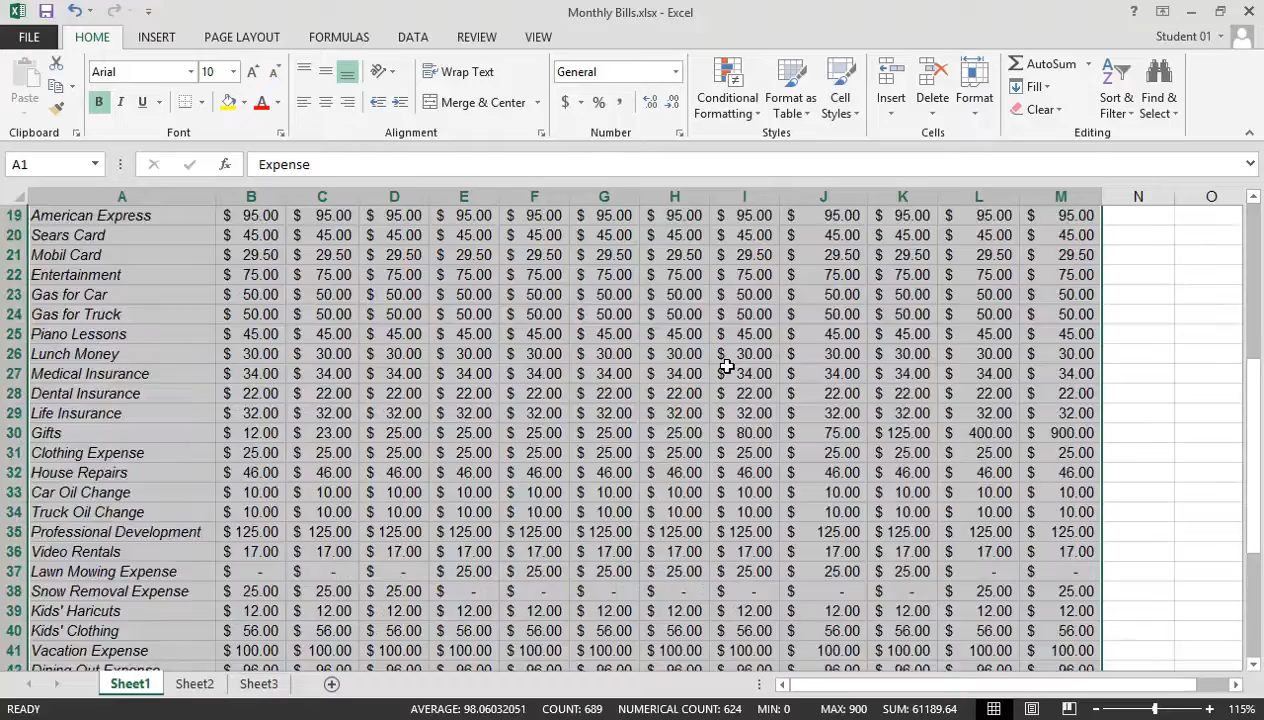 Monthly Bills.xlsx - Excel
FILE HOME INSERT PAGE LAYOUT FORMULAS DATA REVIEW VIEW Student 01
Paste
Arial 10
B I U
Wrap Text
Merge & Center
General
$ % ,
Conditional Formatting
Format as Table
Cell Styles
Insert
Delete
Format
AutoSum
Fill
Clear
Sort & Filter
Find & Select
Clipboard Font Alignment Number Styles Cells Editing
A1 fx Expense
A B C D E F G H I J K L M N O
19 American Express $ 95.00 $ 95.00 $ 95.00 $ 95.00 $ 95.00 $ 95.00 $ 95.00 $ 95.00 $ 95.00 $ 95.00 $ 95.00 $ 95.00
20 Sears Card $ 45.00 $ 45.00 $ 45.00 $ 45.00 $ 45.00 $ 45.00 $ 45.00 $ 45.00 $ 45.00 $ 45.00 $ 45.00 $ 45.00
21 Mobil Card $ 29.50 $ 29.50 $ 29.50 $ 29.50 $ 29.50 $ 29.50 $ 29.50 $ 29.50 $ 29.50 $ 29.50 $ 29.50 $ 29.50
22 Entertainment $ 75.00 $ 75.00 $ 75.00 $ 75.00 $ 75.00 $ 75.00 $ 75.00 $ 75.00 $ 75.00 $ 75.00 $ 75.00 $ 75.00
23 Gas for Car $ 50.00 $ 50.00 $ 50.00 $ 50.00 $ 50.00 $ 50.00 $ 50.00 $ 50.00 $ 50.00 $ 50.00 $ 50.00 $ 50.00
24 Gas for Truck $ 50.00 $ 50.00 $ 50.00 $ 50.00 $ 50.00 $ 50.00 $ 50.00 $ 50.00 $ 50.00 $ 50.00 $ 50.00 $ 50.00
25 Piano Lessons $ 45.00 $ 45.00 $ 45.00 $ 45.00 $ 45.00 $ 45.00 $ 45.00 $ 45.00 $ 45.00 $ 45.00 $ 45.00 $ 45.00
26 Lunch Money $ 30.00 $ 30.00 $ 30.00 $ 30.00 $ 30.00 $ 30.00 $ 30.00 $ 30.00 $ 30.00 $ 30.00 $ 30.00 $ 30.00
27 Medical Insurance $ 34.00 $ 34.00 $ 34.00 $ 34.00 $ 34.00 $ 34.00 $ 34.00 $ 34.00 $ 34.00 $ 34.00 $ 34.00 $ 34.00
28 Dental Insurance $ 22.00 $ 22.00 $ 22.00 $ 22.00 $ 22.00 $ 22.00 $ 22.00 $ 22.00 $ 22.00 $ 22.00 $ 22.00 $ 22.00
29 Life Insurance $ 32.00 $ 32.00 $ 32.00 $ 32.00 $ 32.00 $ 32.00 $ 32.00 $ 32.00 $ 32.00 $ 32.00 $ 32.00 $ 32.00
30 Gifts $ 12.00 $ 23.00 $ 25.00 $ 25.00 $ 25.00 $ 25.00 $ 25.00 $ 80.00 $ 75.00 $ 125.00 $ 400.00 $ 900.00
31 Clothing Expense $ 25.00 $ 25.00 $ 25.00 $ 25.00 $ 25.00 $ 25.00 $ 25.00 $ 25.00 $ 25.00 $ 25.00 $ 25.00 $ 25.00
32 House Repairs $ 46.00 $ 46.00 $ 46.00 $ 46.00 $ 46.00 $ 46.00 $ 46.00 $ 46.00 $ 46.00 $ 46.00 $ 46.00 $ 46.00
33 Car Oil Change $ 10.00 $ 10.00 $ 10.00 $ 10.00 $ 10.00 $ 10.00 $ 10.00 $ 10.00 $ 10.00 $ 10.00 $ 10.00 $ 10.00
34 Truck Oil Change $ 10.00 $ 10.00 $ 10.00 $ 10.00 $ 10.00 $ 10.00 $ 10.00 $ 10.00 $ 10.00 $ 10.00 $ 10.00 $ 10.00
35 Professional Development $ 125.00 $ 125.00 $ 125.00 $ 125.00 $ 125.00 $ 125.00 $ 125.00 $ 125.00 $ 125.00 $ 125.00 $ 125.00 $ 125.00
36 Video Rentals $ 17.00 $ 17.00 $ 17.00 $ 17.00 $ 17.00 $ 17.00 $ 17.00 $ 17.00 $ 17.00 $ 17.00 $ 17.00 $ 17.00
37 Lawn Mowing Expense $ - $ - $ - $ 25.00 $ 25.00 $ 25.00 $ 25.00 $ 25.00 $ 25.00 $ 25.00 $ - $ -
38 Snow Removal Expense $ 25.00 $ 25.00 $ 25.00 $ - $ - $ - $ - $ - $ - $ - $ 25.00 $ 25.00
39 Kids' Haricuts $ 12.00 $ 12.00 $ 12.00 $ 12.00 $ 12.00 $ 12.00 $ 12.00 $ 12.00 $ 12.00 $ 12.00 $ 12.00 $ 12.00
40 Kids' Clothing $ 56.00 $ 56.00 $ 56.00 $ 56.00 $ 56.00 $ 56.00 $ 56.00 $ 56.00 $ 56.00 $ 56.00 $ 56.00 $ 56.00
41 Vacation Expense $ 100.00 $ 100.00 $ 100.00 $ 100.00 $ 100.00 $ 100.00 $ 100.00 $ 100.00 $ 100.00 $ 100.00 $ 100.00 $ 100.00
42 Dining Out Expense $ 96.00 $ 96.00 $ 96.00 $ 96.00 $ 96.00 $ 96.00 $ 96.00 $ 96.00 $ 96.00 $ 96.00 $ 96.00 $ 96.00
Sheet1 Sheet2 Sheet3
READY AVERAGE: 98.06032051 COUNT: 689 NUMERICAL COUNT: 624 MIN: 0 MAX: 900 SUM: 61189.64 115%